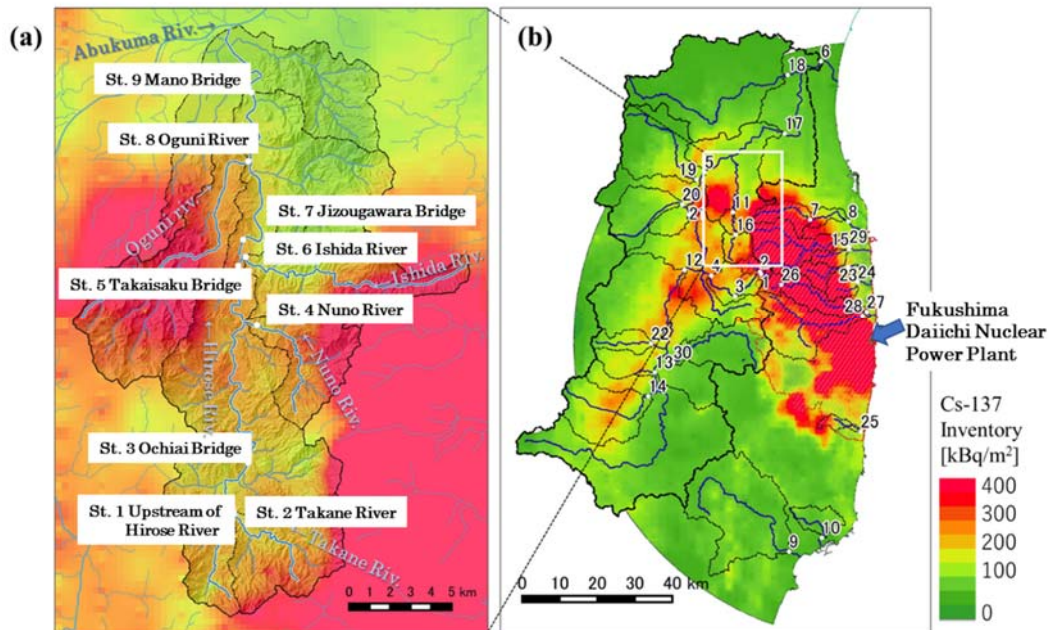 (a)
Abukuma Riv.→
St. 9 Mano Bridge
St. 8 Oguni River
Oguni riv.→
St. 7 Jizougawara Bridge
St. 6 Ishida River
←Ishida Riv.
St. 5 Takaisaku Bridge
St. 4 Nuno River
←Hirose Riv.
←Nuno Riv.
St. 3 Ochiai Bridge
St. 1 Upstream of
Hirose River
St. 2 Takane River
Takane Riv.
0 1 2 3 4 5 km
(b)
6
18
17
19
5
20
2
11
16
7
8
15
29
12
4
3
2
1
26
23
24
28
27
22
30
13
14
25
10
9
Fukushima
Daiichi Nuclear
Power Plant
Cs-137
Inventory
[kBq/m²]
400
300
200
100
0
0 10 20 30 40 km